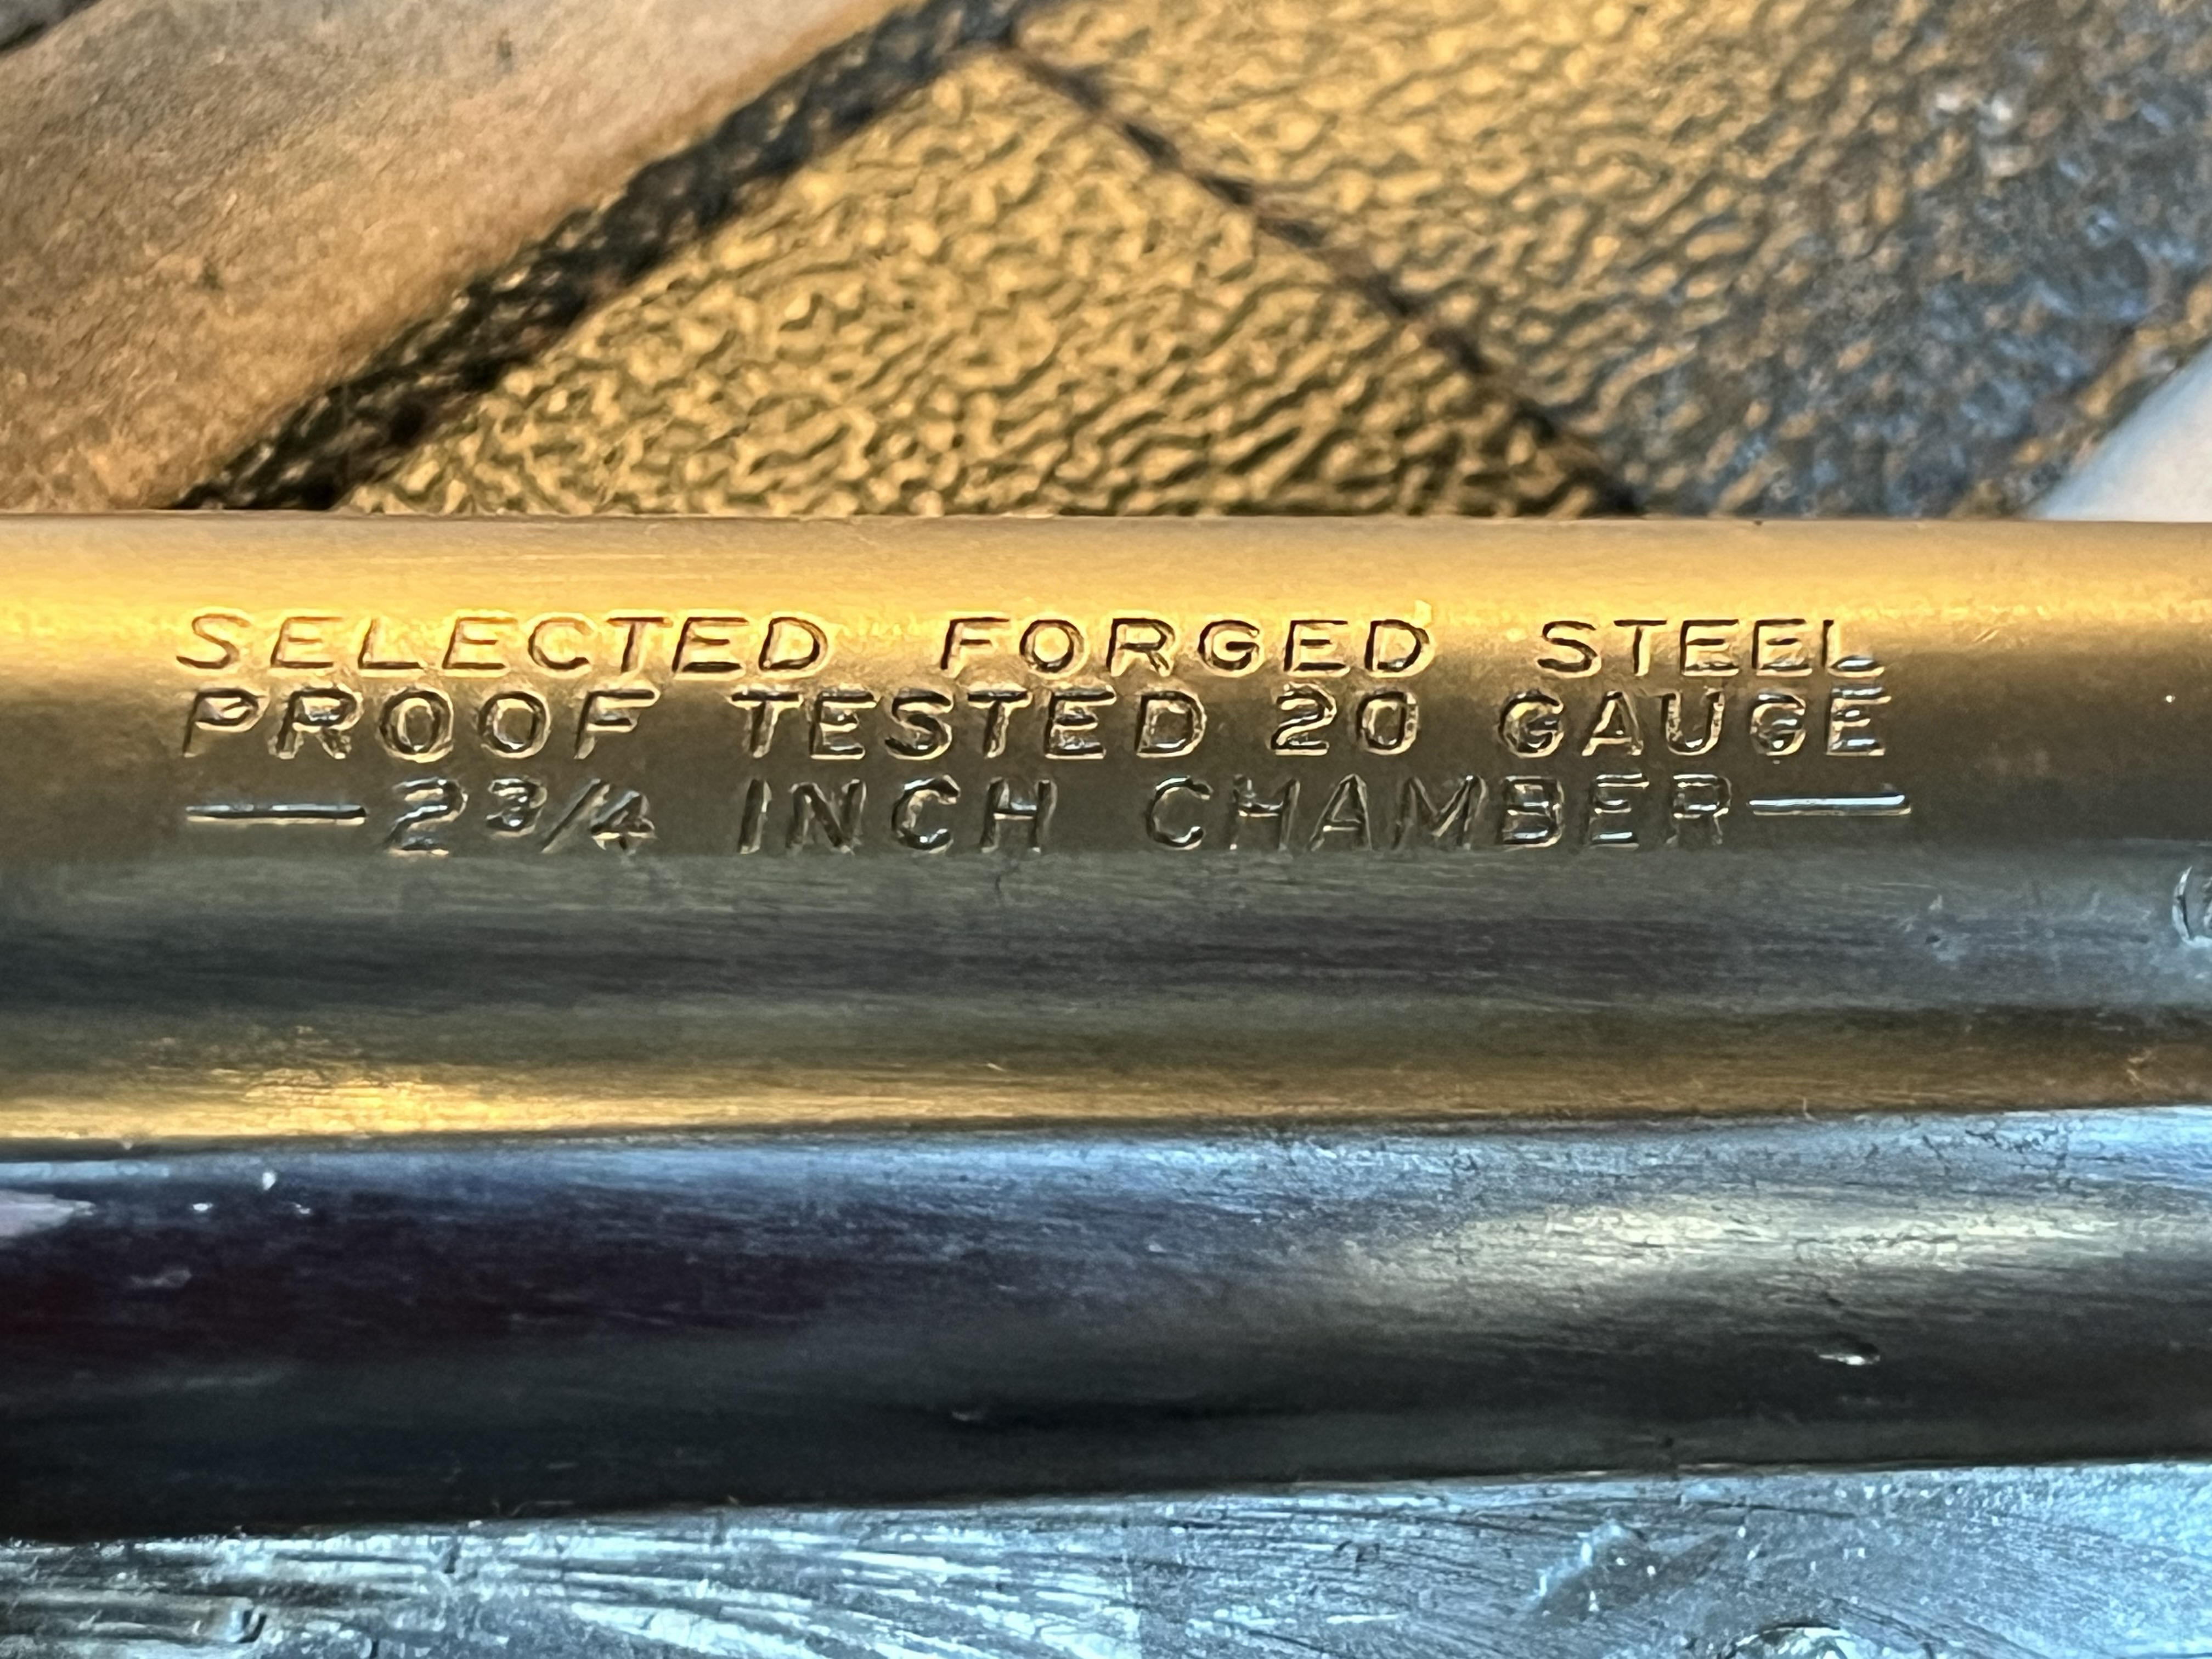 SELECTED FORGED STEEL
PROOF TESTED 20 GAUGE
—2¾ INCH CHAMBER—